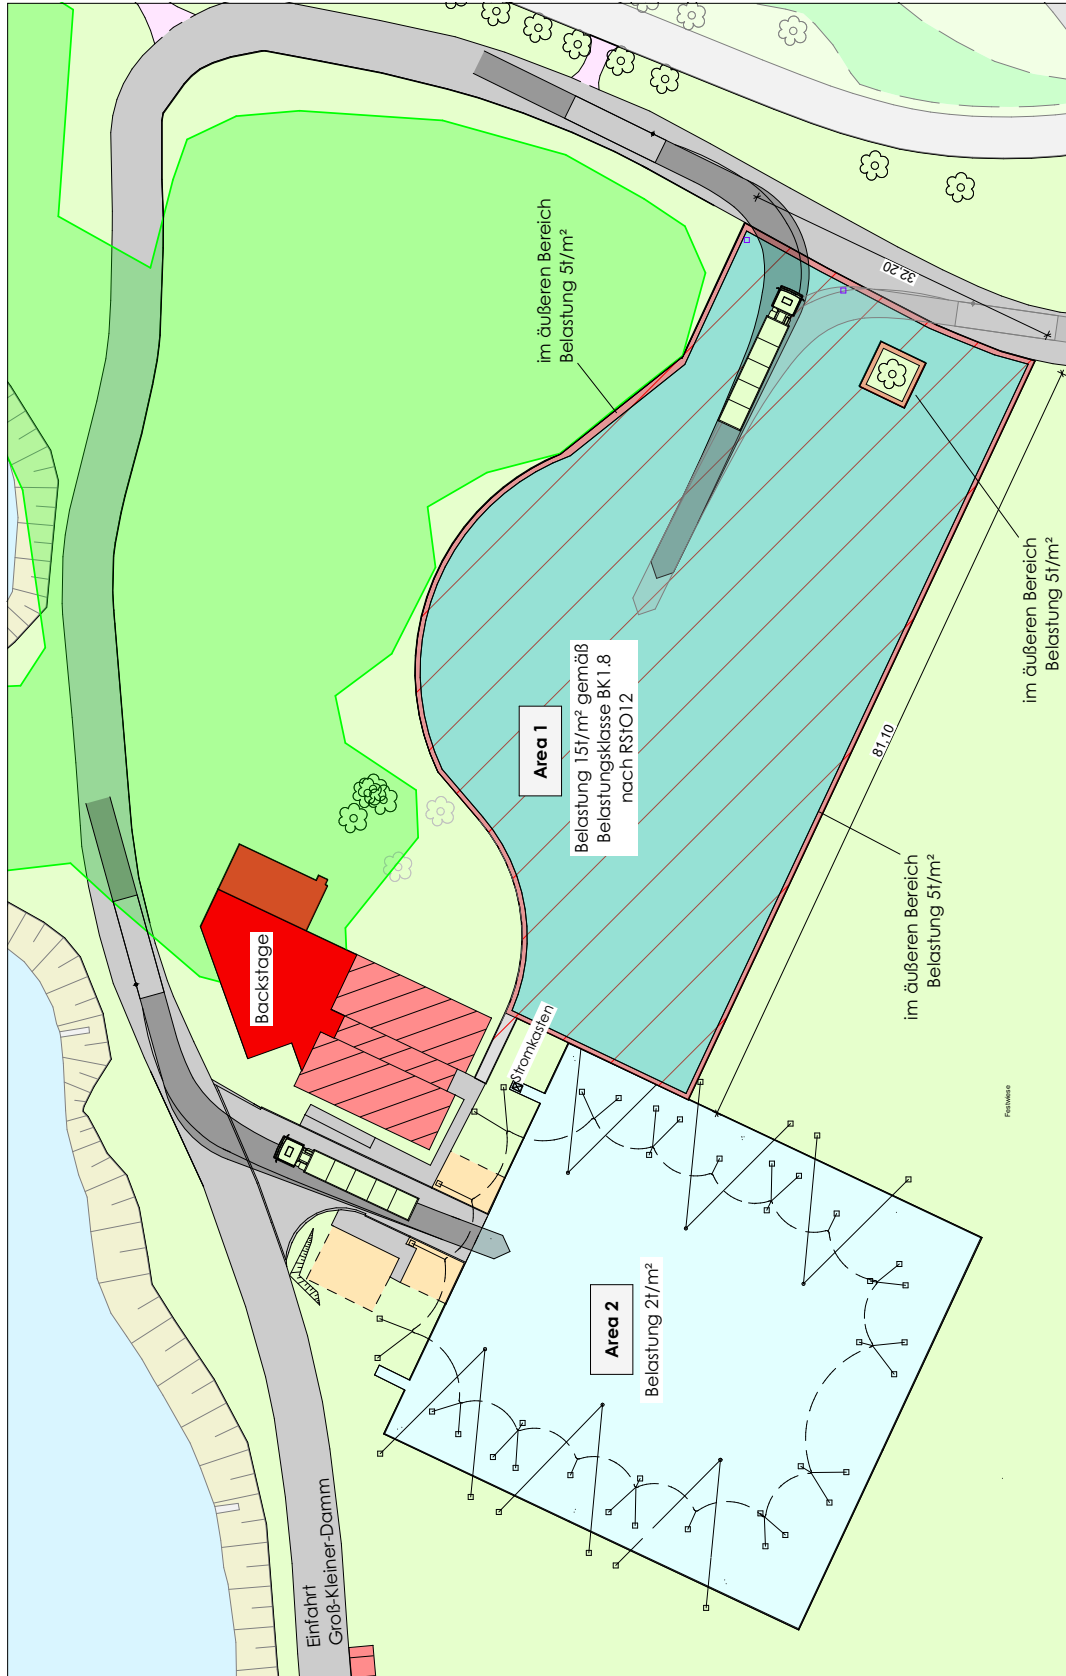 im äußeren Bereich
Belastung 5t/m²
32,20
im äußeren Bereich
Belastung 5t/m²
Area 1
Belastung 15t/m² gemäß
Belastungsklasse BK1.8
nach RStO12
81,10
im äußeren Bereich
Belastung 5t/m²
Backstage
Stromkasten
Festwiese
Area 2
Belastung 2t/m²
Einfahrt
Groß-Kleiner-Damm